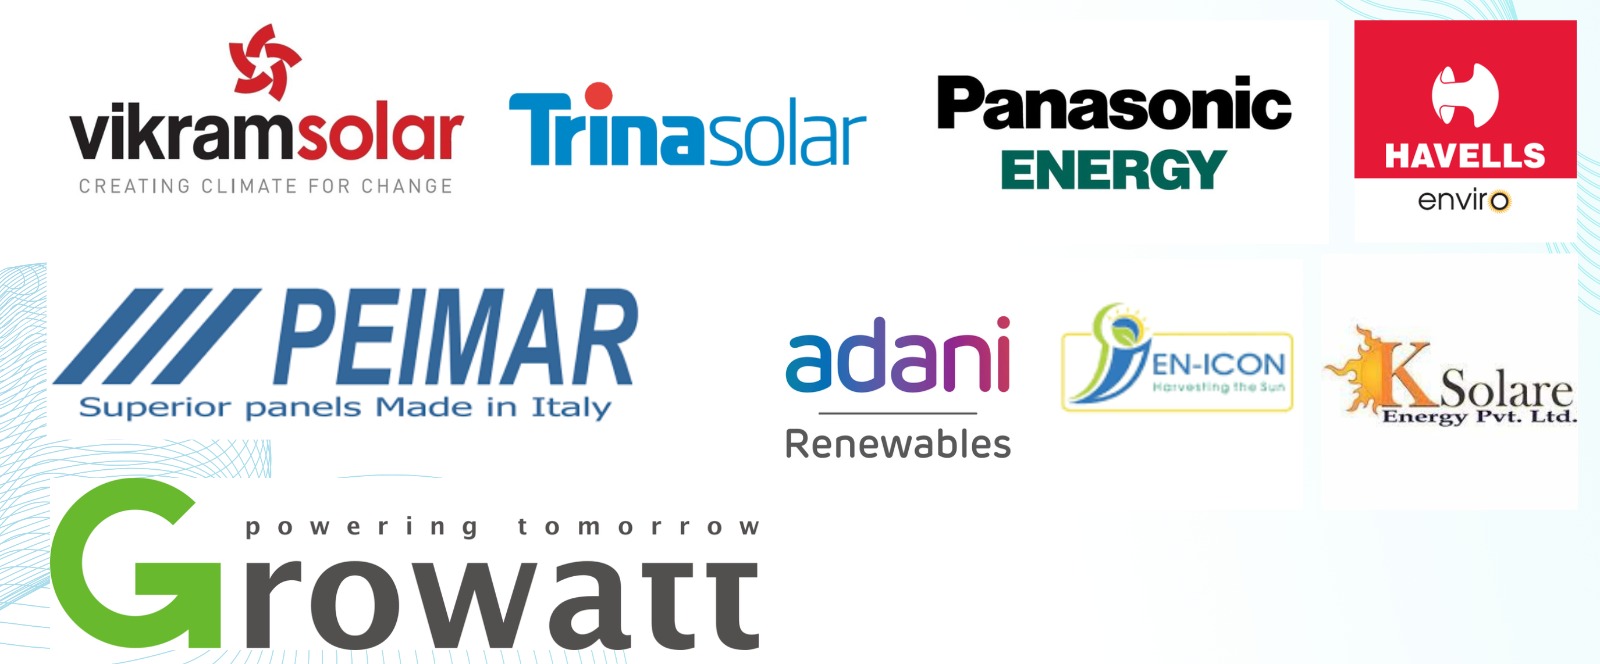 vikramsolar
CREATING CLIMATE FOR CHANGE
Trinasolar
Panasonic
ENERGY
HAVELLS
enviro
PEIMAR
Superior panels Made in Italy
adani
Renewables
EN-ICON
Harvesting the Sun
K Solare
Energy Pvt. Ltd.
powering tomorrow
Growatt